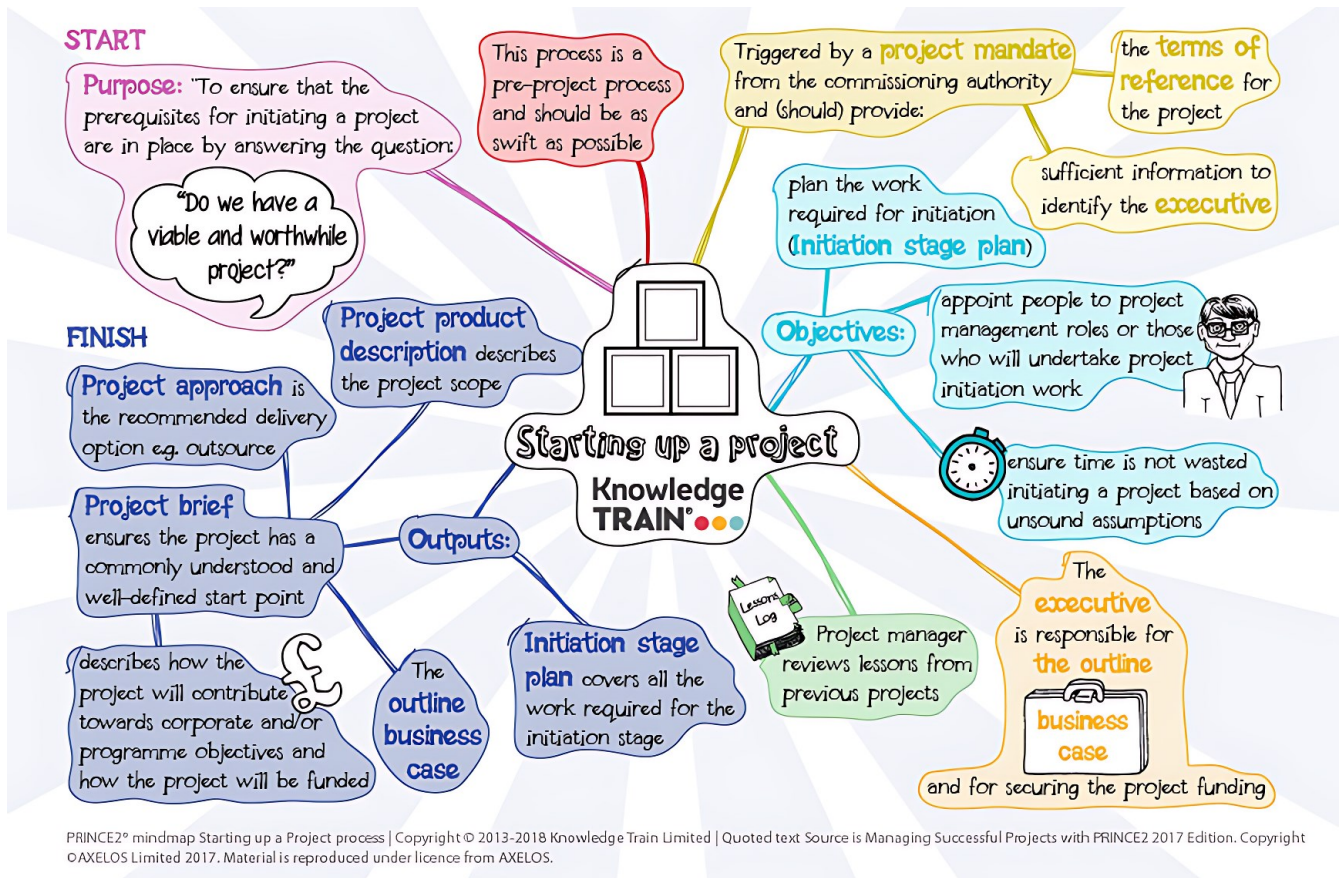 START
Purpose: "To ensure that the
prerequisites for initiating a project
are in place by answering the question:
"Do we have a
viable and worthwhile
project?"
This process is a
pre-project process
and should be as
swift as possible
Triggered by a project mandate
from the commissioning authority
and (should) provide:
the terms of
reference for
the project
sufficient information to
identify the executive
plan the work
required for initiation
(Initiation stage plan)
Objectives:
appoint people to project
management roles or those
who will undertake project
initiation work
ensure time is not wasted
initiating a project based on
unsound assumptions
Starting up a project
Knowledge
TRAIN®
The
executive
is responsible for
the outline
business
case
and for securing the project funding
Lessons
Log
Project manager
reviews lessons from
previous projects
FINISH
Project product
description describes
the project scope
Project approach is
the recommended delivery
option e.g. outsource
Project brief
ensures the project has a
commonly understood and
well-defined start point
Outputs:
describes how the
project will contribute
towards corporate and/or
programme objectives and
how the project will be funded
£
The
outline
business
case
Initiation stage
plan covers all the
work required for the
initiation stage
PRINCE2® mindmap Starting up a Project process | Copyright © 2013-2018 Knowledge Train Limited | Quoted text Source is Managing Successful Projects with PRINCE2 2017 Edition. Copyright
©AXELOS Limited 2017. Material is reproduced under licence from AXELOS.